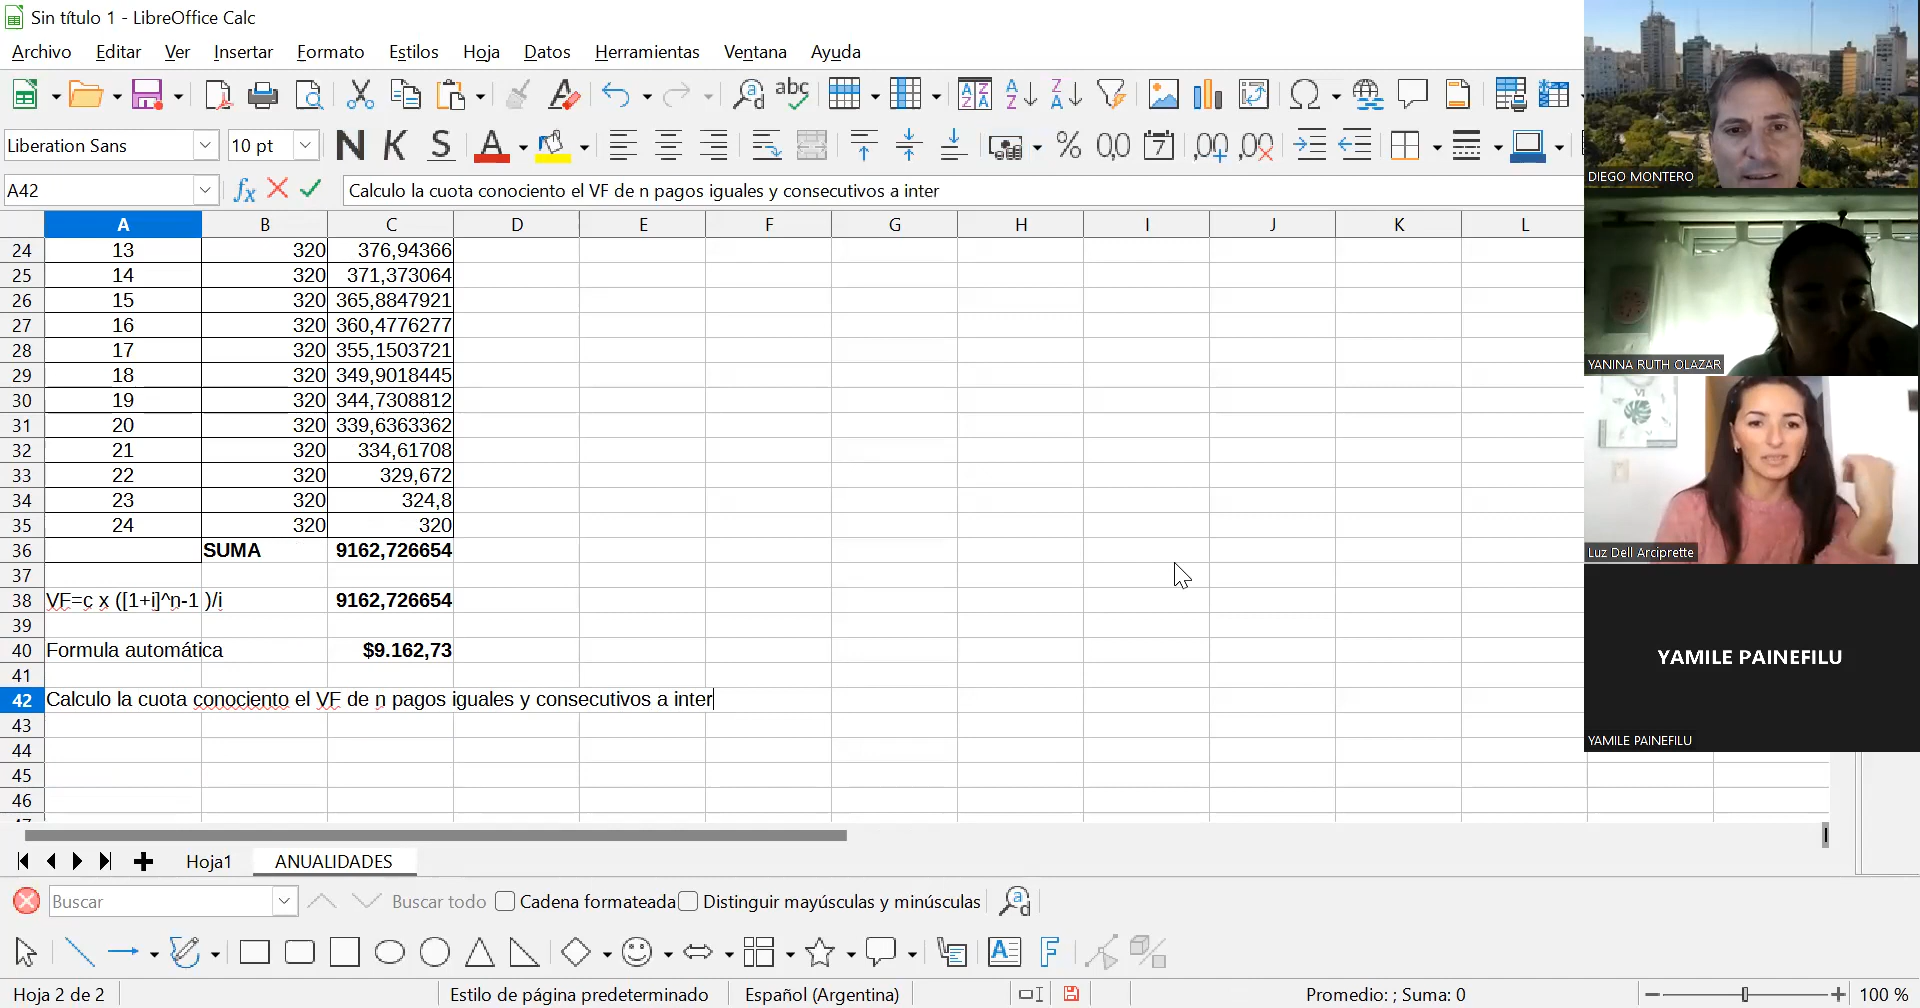 Sin título 1 - LibreOffice Calc
Archivo Editar Ver Insertar Formato Estilos Hoja Datos Herramientas Ventana Ayuda
Liberation Sans 10 pt N K S A % 0,0 7 ,00 ,00
A42 fx Calculo la cuota conociento el VF de n pagos iguales y consecutivos a inter
A B C D E F G H I J K L
24 13 320 376,94366
25 14 320 371,373064
26 15 320 365,8847921
27 16 320 360,4776277
28 17 320 355,1503721
29 18 320 349,9018445
30 19 320 344,7308812
31 20 320 339,6363362
32 21 320 334,61708
33 22 320 329,672
34 23 320 324,8
35 24 320 320
36 SUMA 9162,726654
37
38 VF=c x ([1+i]^n-1 )/i 9162,726654
39
40 Formula automática $9.162,73
41
42 Calculo la cuota conociento el VF de n pagos iguales y consecutivos a inter
43
44
45
46
Hoja1 ANUALIDADES
Buscar Buscar todo Cadena formateada Distinguir mayúsculas y minúsculas
Hoja 2 de 2 Estilo de página predeterminado Español (Argentina) Promedio: ; Suma: 0 100 %
DIEGO MONTERO
YANINA RUTH OLAZAR
Luz Dell Arciprette
YAMILE PAINEFILU
YAMILE PAINEFILU